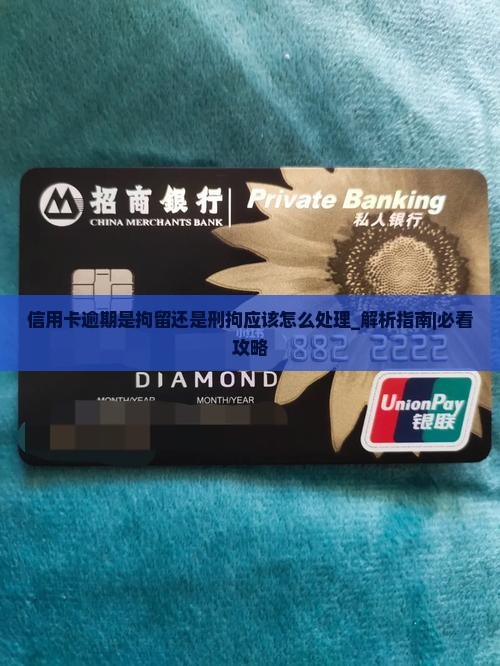 招商銀行
CHINA MERCHANTS BANK
Private Banking
私人银行
信用卡逾期是拘留还是刑拘应该怎么处理_解析指南|必看
攻略
882 2222
DIAMOND
MONTH/YEAR MONTH/YEAR
UnionPay
银联